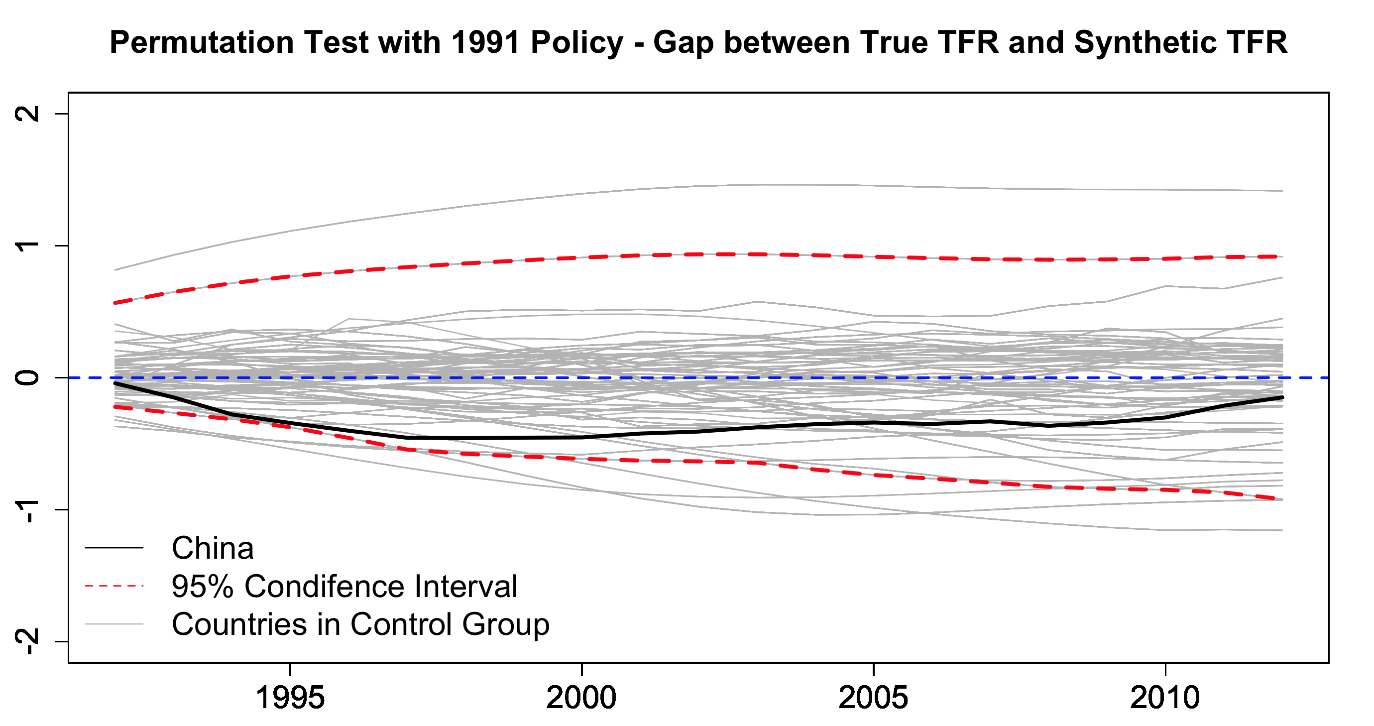 Permutation Test with 1991 Policy - Gap between True TFR and Synthetic TFR
2
1
0
-1
-2
China
95% Condifence Interval
Countries in Control Group
1995 2000 2005 2010